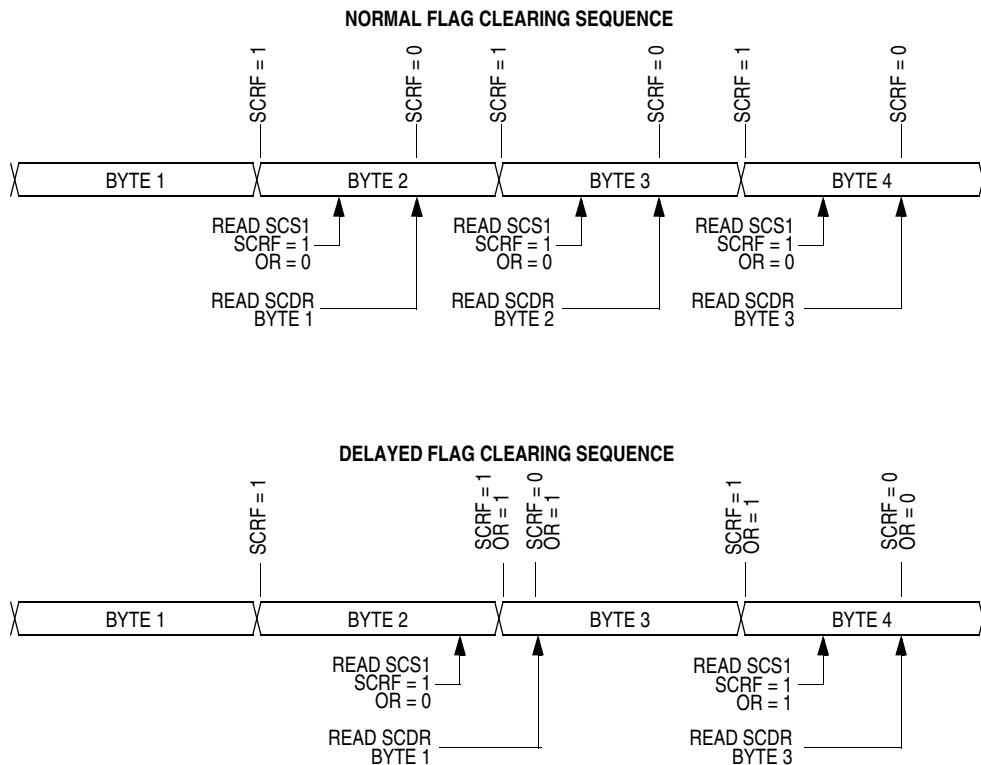 NORMAL FLAG CLEARING SEQUENCE
SCRF = 1
SCRF = 0
SCRF = 1
SCRF = 0
SCRF = 1
SCRF = 0
BYTE 1
BYTE 2
BYTE 3
BYTE 4
READ SCS1
SCRF = 1
OR = 0
READ SCS1
SCRF = 1
OR = 0
READ SCS1
SCRF = 1
OR = 0
READ SCDR
BYTE 1
READ SCDR
BYTE 2
READ SCDR
BYTE 3
DELAYED FLAG CLEARING SEQUENCE
SCRF = 1
SCRF = 1
OR = 1
SCRF = 0
OR = 1
SCRF = 1
OR = 1
SCRF = 0
OR = 0
BYTE 1
BYTE 2
BYTE 3
BYTE 4
READ SCS1
SCRF = 1
OR = 0
READ SCS1
SCRF = 1
OR = 1
READ SCDR
BYTE 1
READ SCDR
BYTE 3